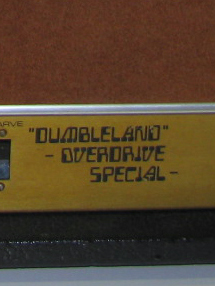 "DUMBLELAND"
- OVERDRIVE
SPECIAL -